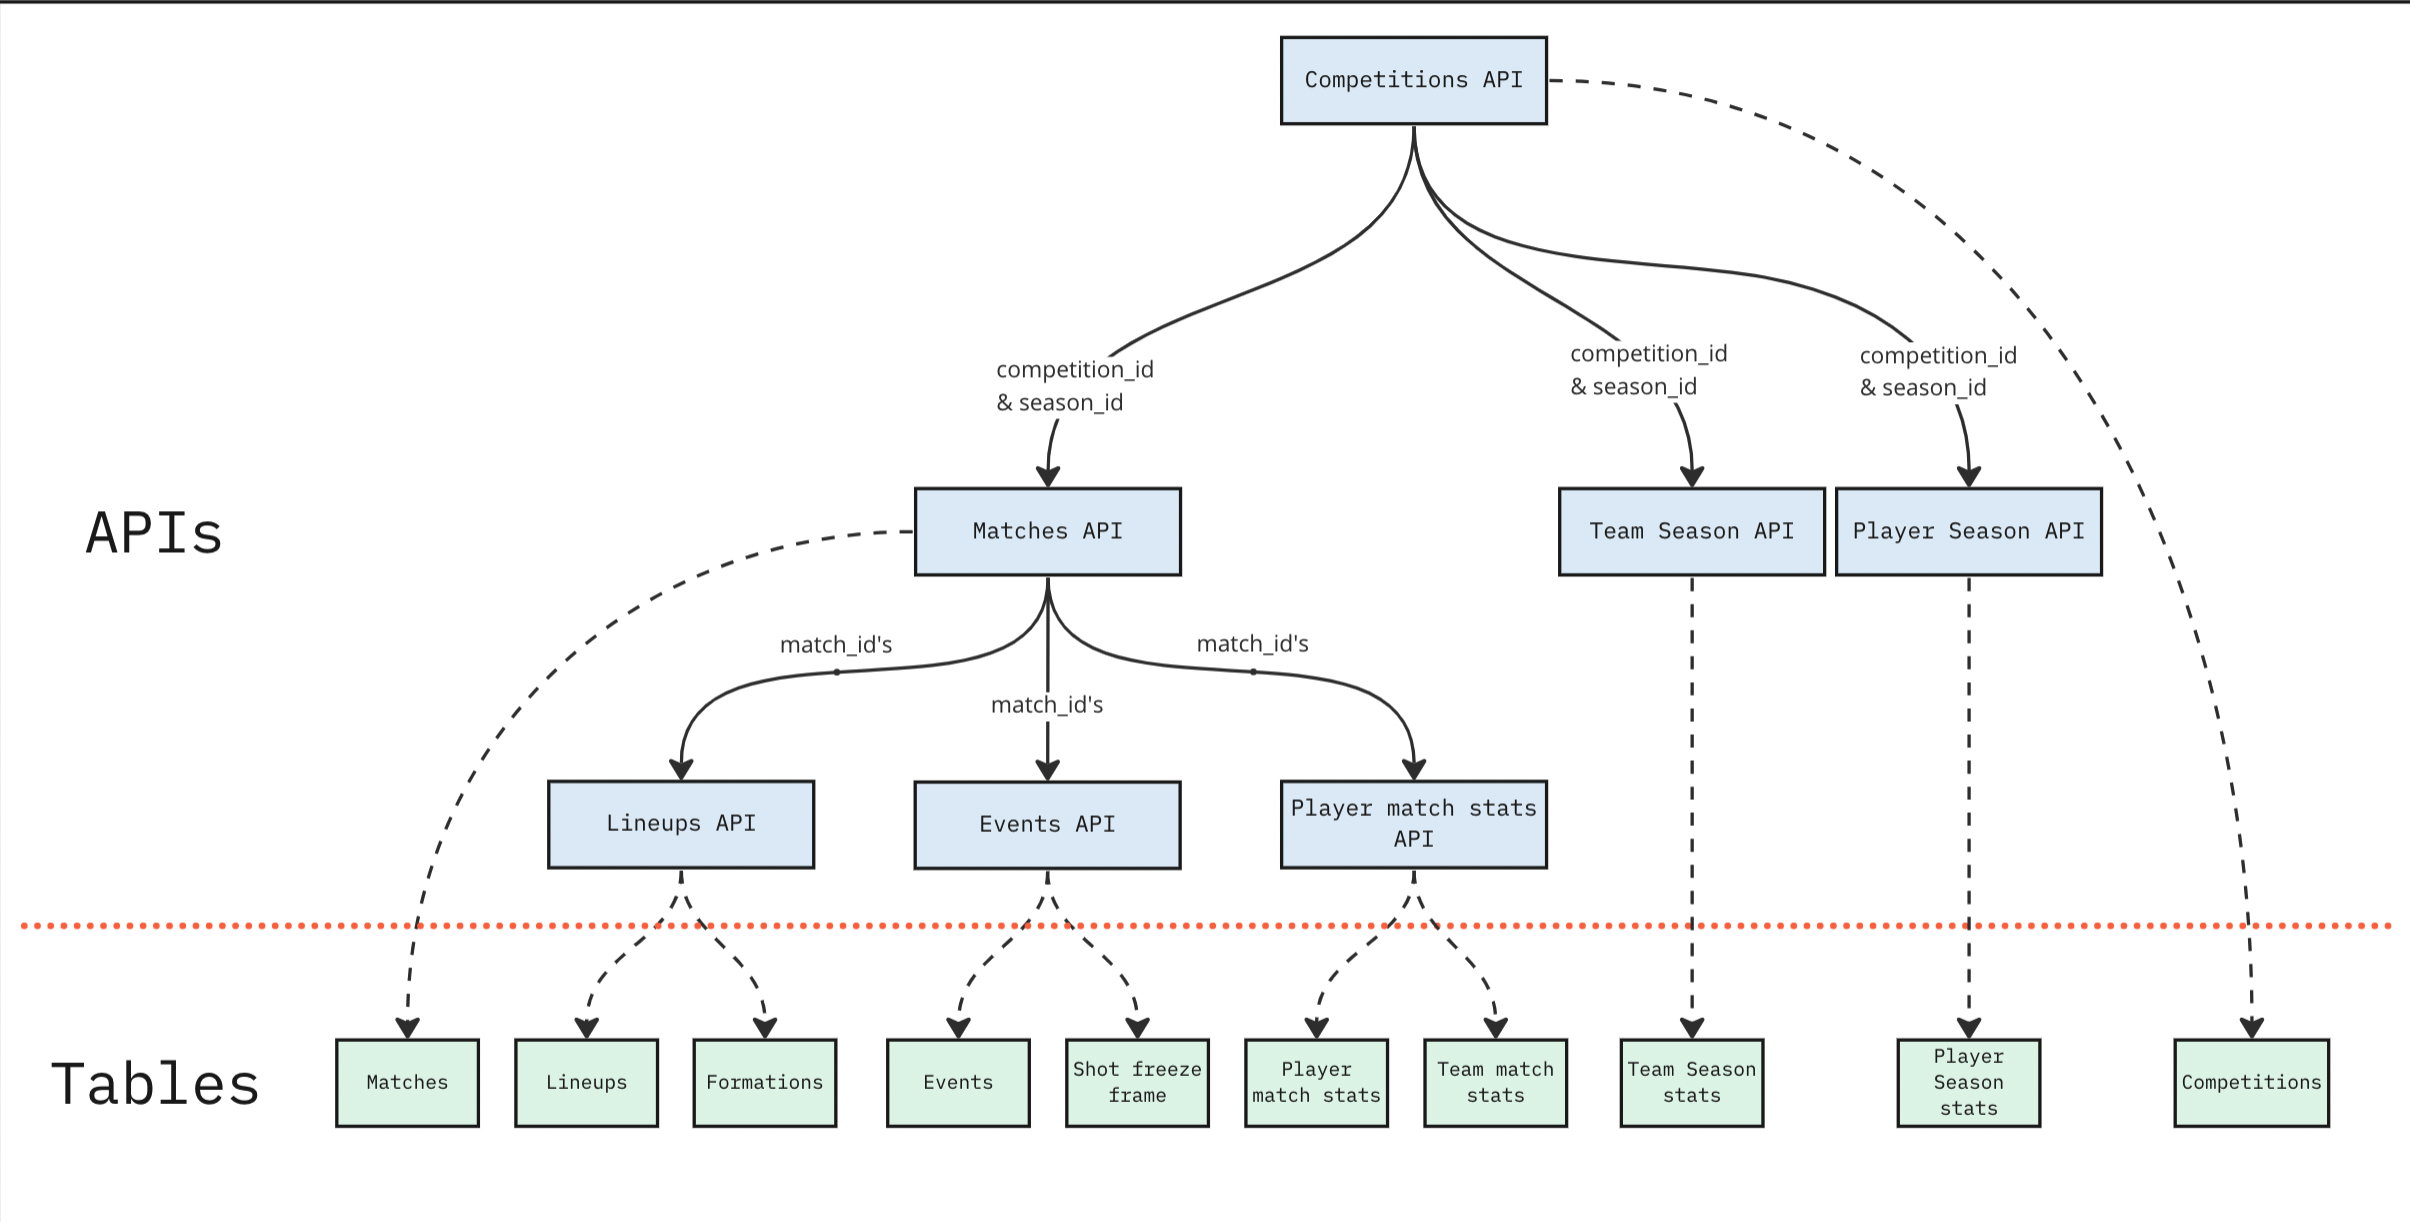 Competitions API
competition_id
& season_id
competition_id
& season_id
competition_id
& season_id
APIs
Matches API
Team Season API
Player Season API
match_id's
match_id's
match_id's
Lineups API
Events API
Player match stats
API
Tables
Matches
Lineups
Formations
Events
Shot freeze
frame
Player
match stats
Team match
stats
Team Season
stats
Player
Season
stats
Competitions